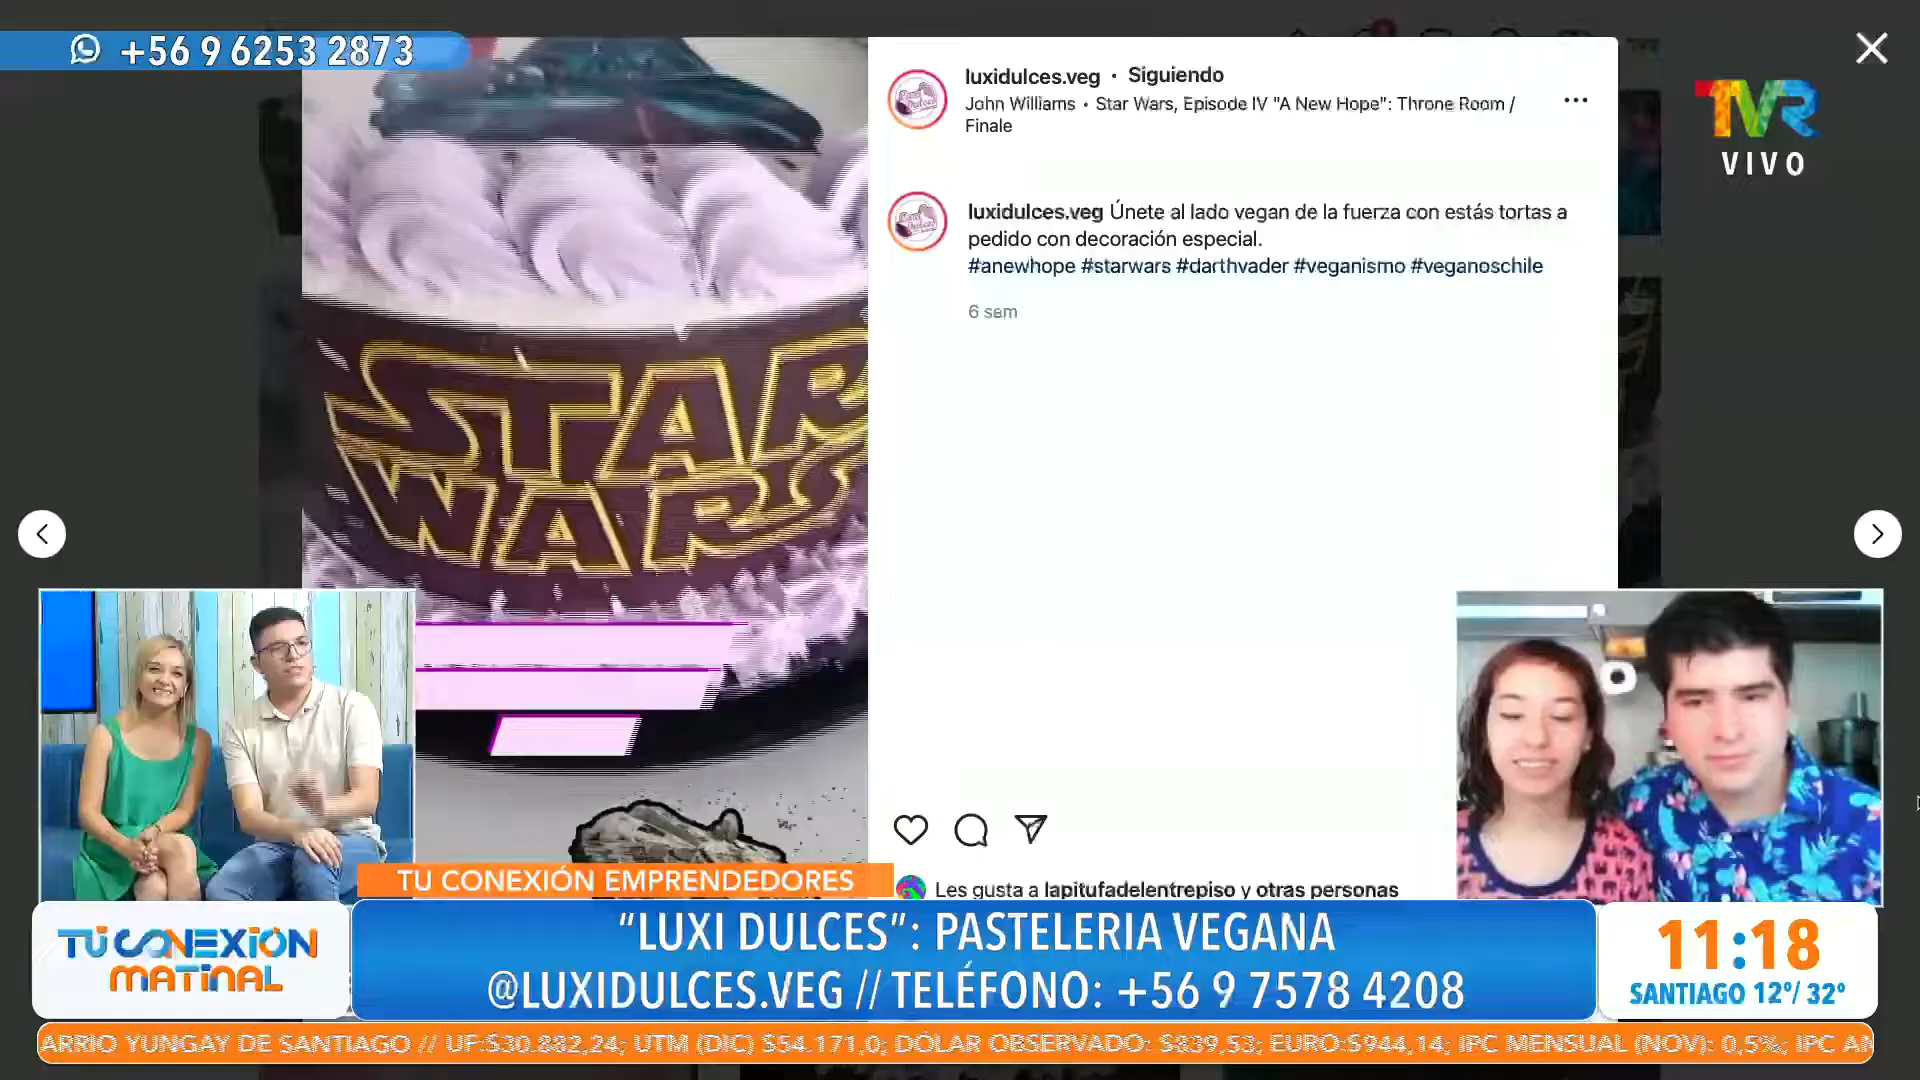 +56 9 6253 2873
luxidulces.veg • Siguiendo
John Williams • Star Wars, Episode IV "A New Hope": Throne Room /
Finale
TVR
VIVO
luxidulces.veg Únete al lado vegan de la fuerza con estás tortas a
pedido con decoración especial.
#anewhope #starwars #darthvader #veganismo #veganoschile
6 sem
STAR
WARS
Les gusta a lapitufadelentrepiso y otras personas
TU CONEXIÓN EMPRENDEDORES
“LUXI DULCES”: PASTELERIA VEGANA
@LUXIDULCES.VEG // TELÉFONO: +56 9 7578 4208
TÚ CONEXIÓN
MATINAL
11:18
SANTIAGO 12°/ 32°
ARRIO YUNGAY DE SANTIAGO // UF:$30.882,24; UTM (DIC) $54.171,0; DÓLAR OBSERVADO: $839,53; EURO:$944,14; IPC MENSUAL (NOV): 0,5%; IPC AN